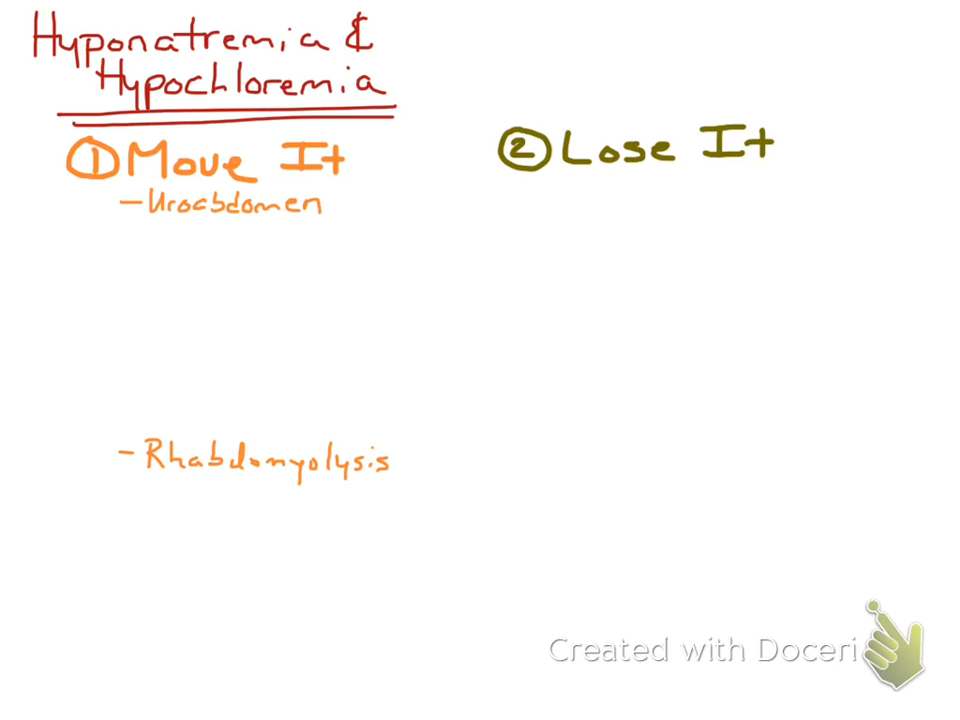 Hyponatremia &
Hypochloremia
① Move It
- Uroabdomen
- Rhabdomyolysis
② Lose It
Created with Doceri